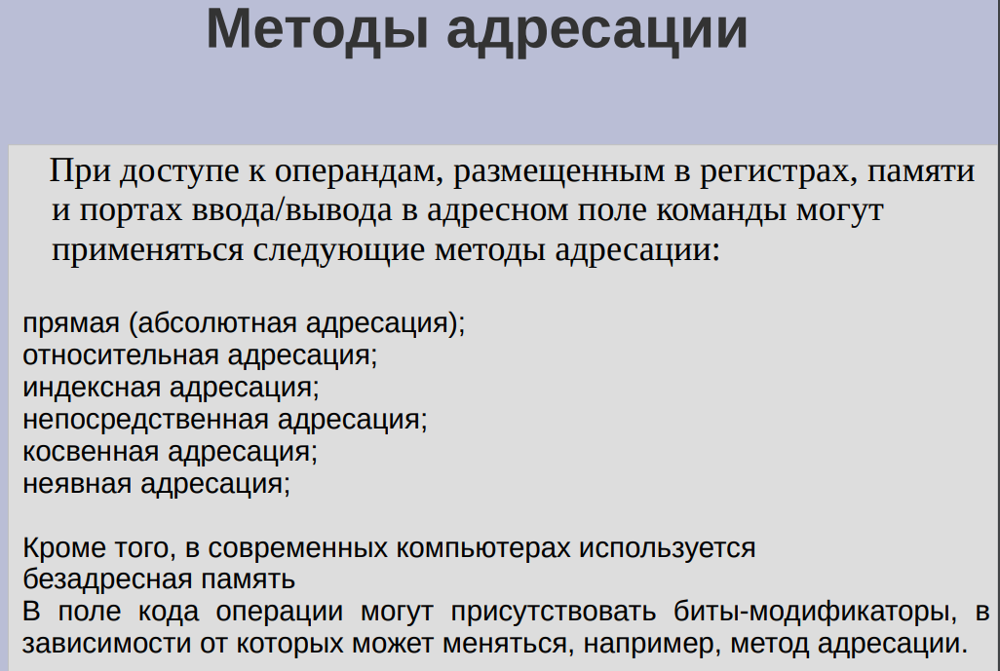 Методы адресации
При доступе к операндам, размещенным в регистрах, памяти
и портах ввода/вывода в адресном поле команды могут
применяться следующие методы адресации:
прямая (абсолютная адресация);
относительная адресация;
индексная адресация;
непосредственная адресация;
косвенная адресация;
неявная адресация;
Кроме того, в современных компьютерах используется
безадресная память
В поле кода операции могут присутствовать биты-модификаторы, в
зависимости от которых может меняться, например, метод адресации.